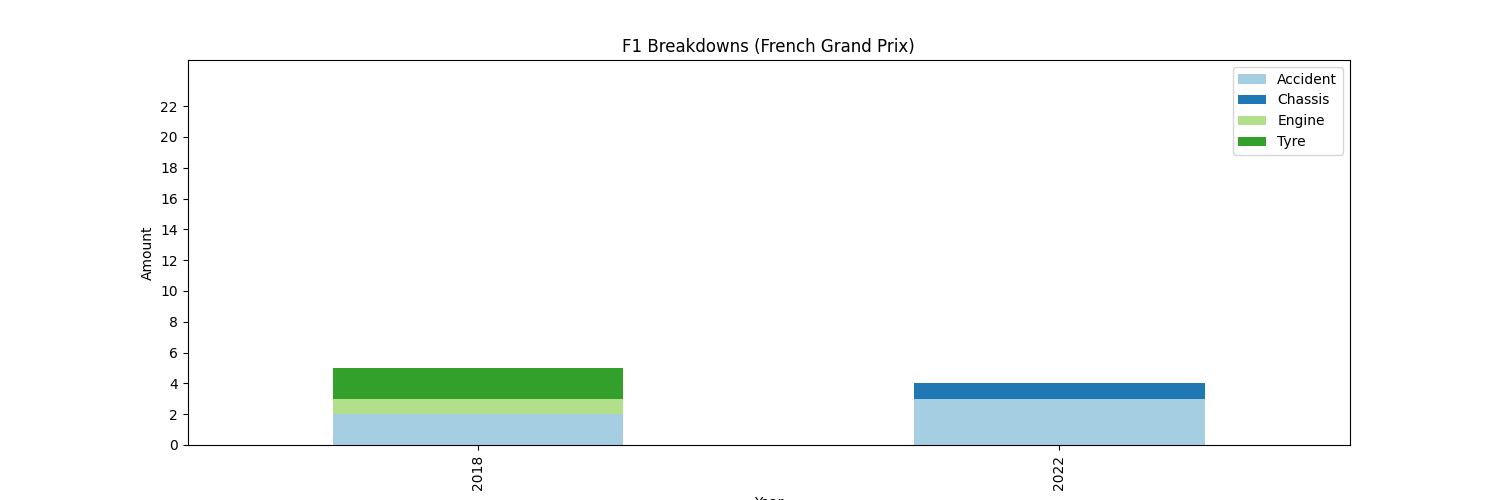 F1 Breakdowns (French Grand Prix)
Accident
Chassis
Engine
Tyre
22
20
18
16
14
12
10
8
6
4
2
0
Amount
2018
2022
Year